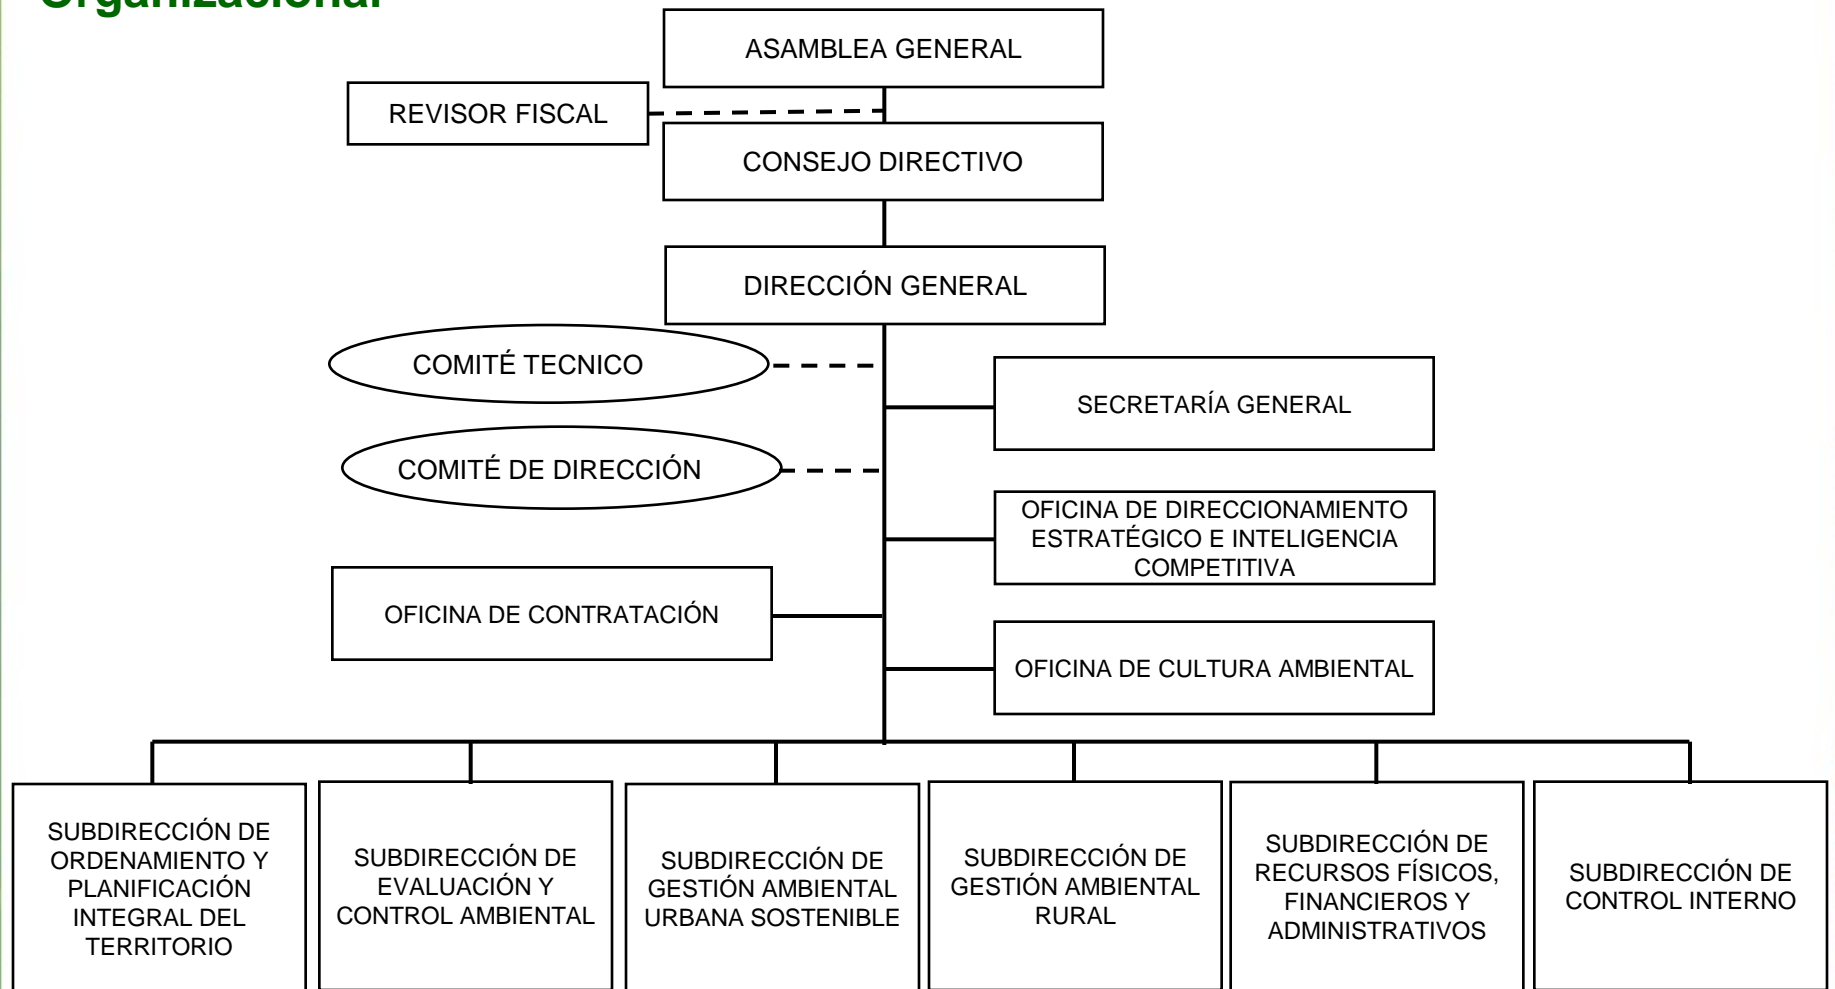 Organizacional
ASAMBLEA GENERAL
REVISOR FISCAL
CONSEJO DIRECTIVO
DIRECCIÓN GENERAL
COMITÉ TECNICO
SECRETARÍA GENERAL
COMITÉ DE DIRECCIÓN
OFICINA DE DIRECCIONAMIENTO
ESTRATÉGICO E INTELIGENCIA
COMPETITIVA
OFICINA DE CONTRATACIÓN
OFICINA DE CULTURA AMBIENTAL
SUBDIRECCIÓN DE
ORDENAMIENTO Y
PLANIFICACIÓN
INTEGRAL DEL
TERRITORIO
SUBDIRECCIÓN DE
EVALUACIÓN Y
CONTROL AMBIENTAL
SUBDIRECCIÓN DE
GESTIÓN AMBIENTAL
URBANA SOSTENIBLE
SUBDIRECCIÓN DE
GESTIÓN AMBIENTAL
RURAL
SUBDIRECCIÓN DE
RECURSOS FÍSICOS,
FINANCIEROS Y
ADMINISTRATIVOS
SUBDIRECCIÓN DE
CONTROL INTERNO